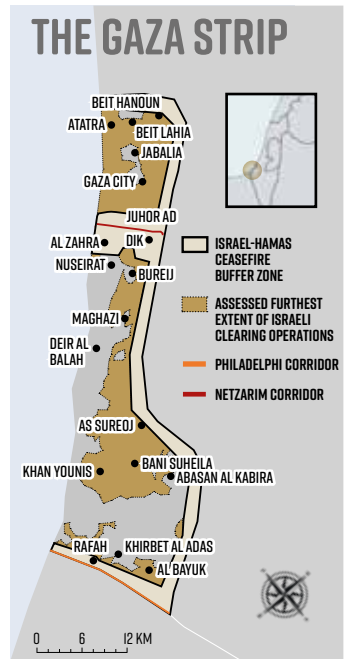 THE GAZA STRIP
BEIT HANOUN
ATATRA
BEIT LAHIA
JABALIA
GAZA CITY
JUHOR AD
DIK
AL ZAHRA
NUSEIRAT
BUREIJ
MAGHAZI
DEIR AL
BALAH
AS SUREOJ
BANI SUHEILA
KHAN YOUNIS
ABASAN AL KABIRA
RAFAH
KHIRBET AL ADAS
AL BAYUK
ISRAEL-HAMAS
CEASEFIRE
BUFFER ZONE
ASSESSED FURTHEST
EXTENT OF ISRAELI
CLEARING OPERATIONS
PHILADELPHI CORRIDOR
NETZARIM CORRIDOR
0 6 12 KM